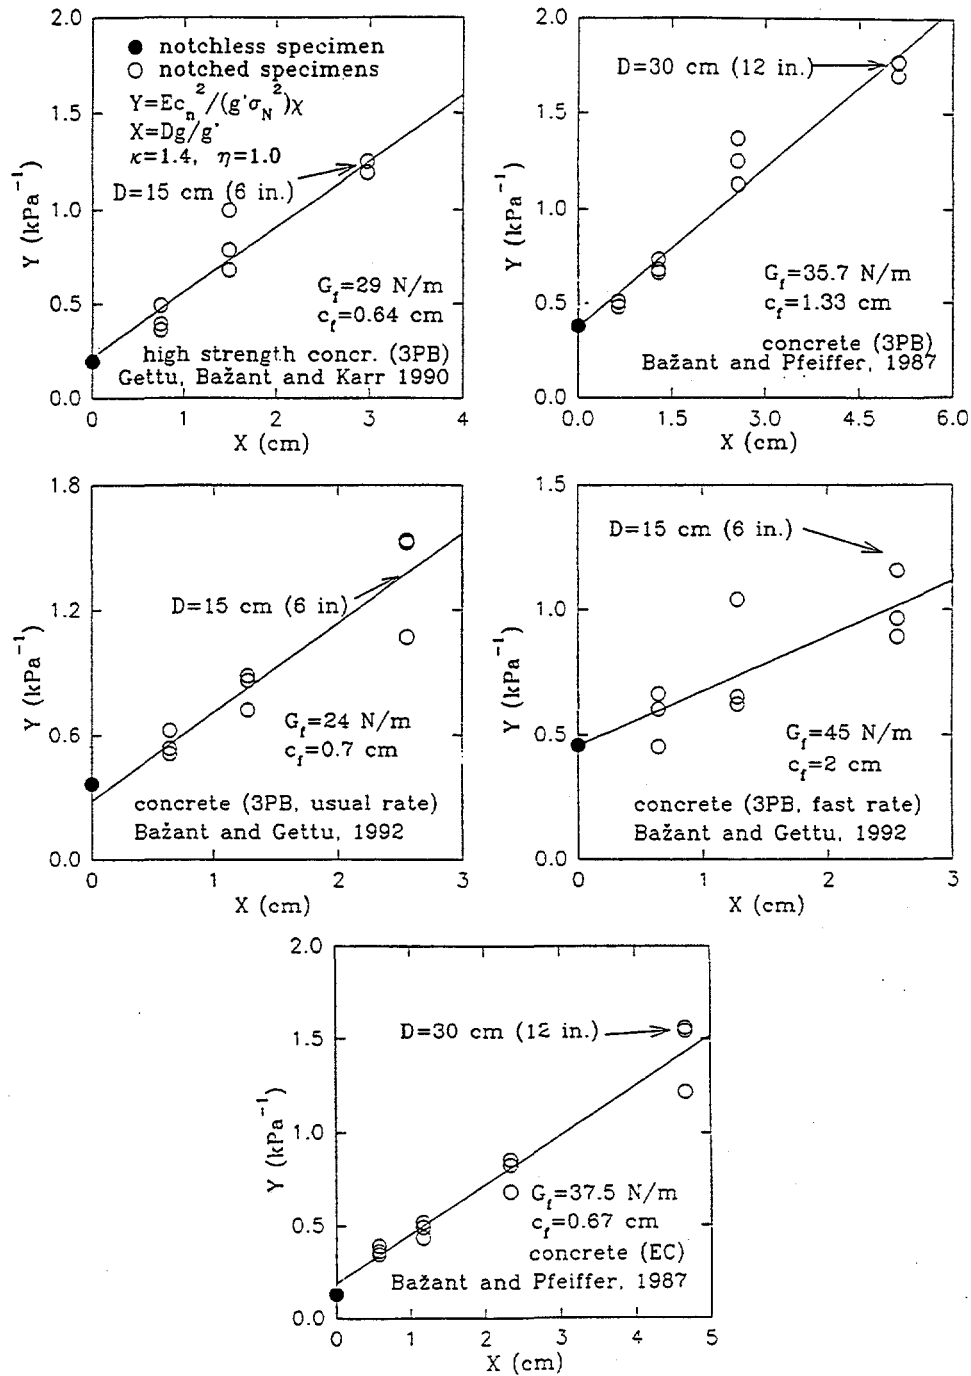 2.0
1.5
1.0
0.5
0.0
Y (kPa⁻¹)
● notchless specimen
○ notched specimens
Y=Ec_n²/(g'σ_N²)χ
X=Dg/g'
κ=1.4, η=1.0
D=15 cm (6 in.)
G_f=29 N/m
c_f=0.64 cm
high strength concr. (3PB)
Gettu, Bažant and Karr 1990
0 1 2 3 4
X (cm)
2.0
1.5
1.0
0.5
0.0
Y (kPa⁻¹)
D=30 cm (12 in.)
G_f=35.7 N/m
c_f=1.33 cm
concrete (3PB)
Bažant and Pfeiffer, 1987
0.0 1.5 3.0 4.5 6.0
X (cm)
1.8
1.2
0.6
0.0
Y (kPa⁻¹)
D=15 cm (6 in)
G_f=24 N/m
c_f=0.7 cm
concrete (3PB, usual rate)
Bažant and Gettu, 1992
0 1 2 3
X (cm)
1.5
1.0
0.5
0.0
Y (kPa⁻¹)
D=15 cm (6 in.)
G_f=45 N/m
c_f=2 cm
concrete (3PB, fast rate)
Bažant and Gettu, 1992
0 1 2 3
X (cm)
2.0
1.5
1.0
0.5
0.0
Y (kPa⁻¹)
D=30 cm (12 in.)
G_f=37.5 N/m
c_f=0.67 cm
concrete (EC)
Bažant and Pfeiffer, 1987
0 1 2 3 4 5
X (cm)